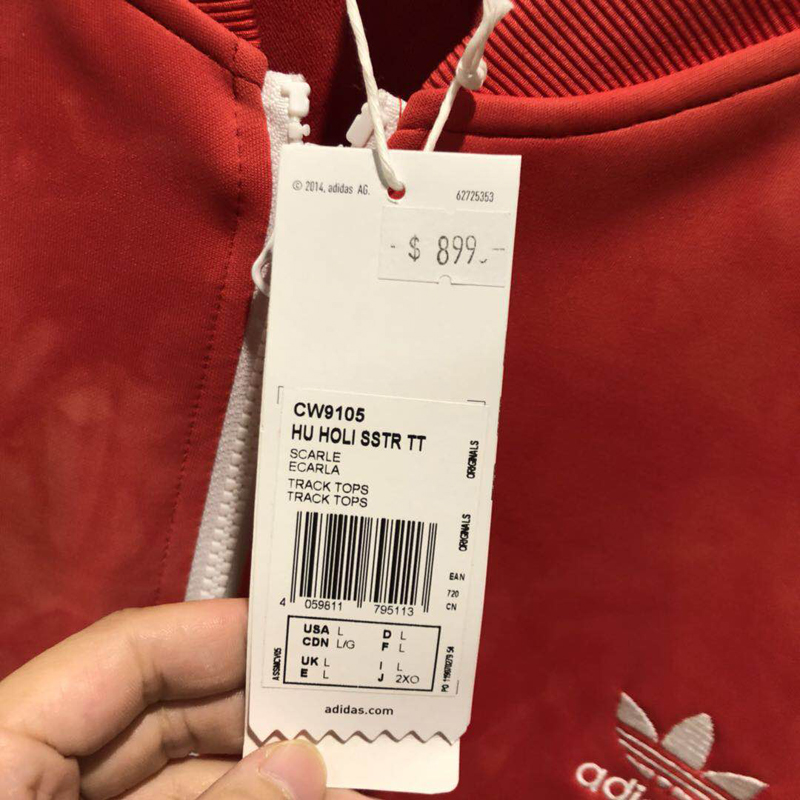 © 2014, adidas AG.
62725353
- $ 899.-
CW9105
HU HOLI SSTR TT
SCARLE
ECARLA
TRACK TOPS
TRACK TOPS
ORIGINALS
ORIGINALS
EAN
720
CN
4 059811 795113
USA L D L
CDN L/G F L
UK L I L
E L J 2XO
adidas.com